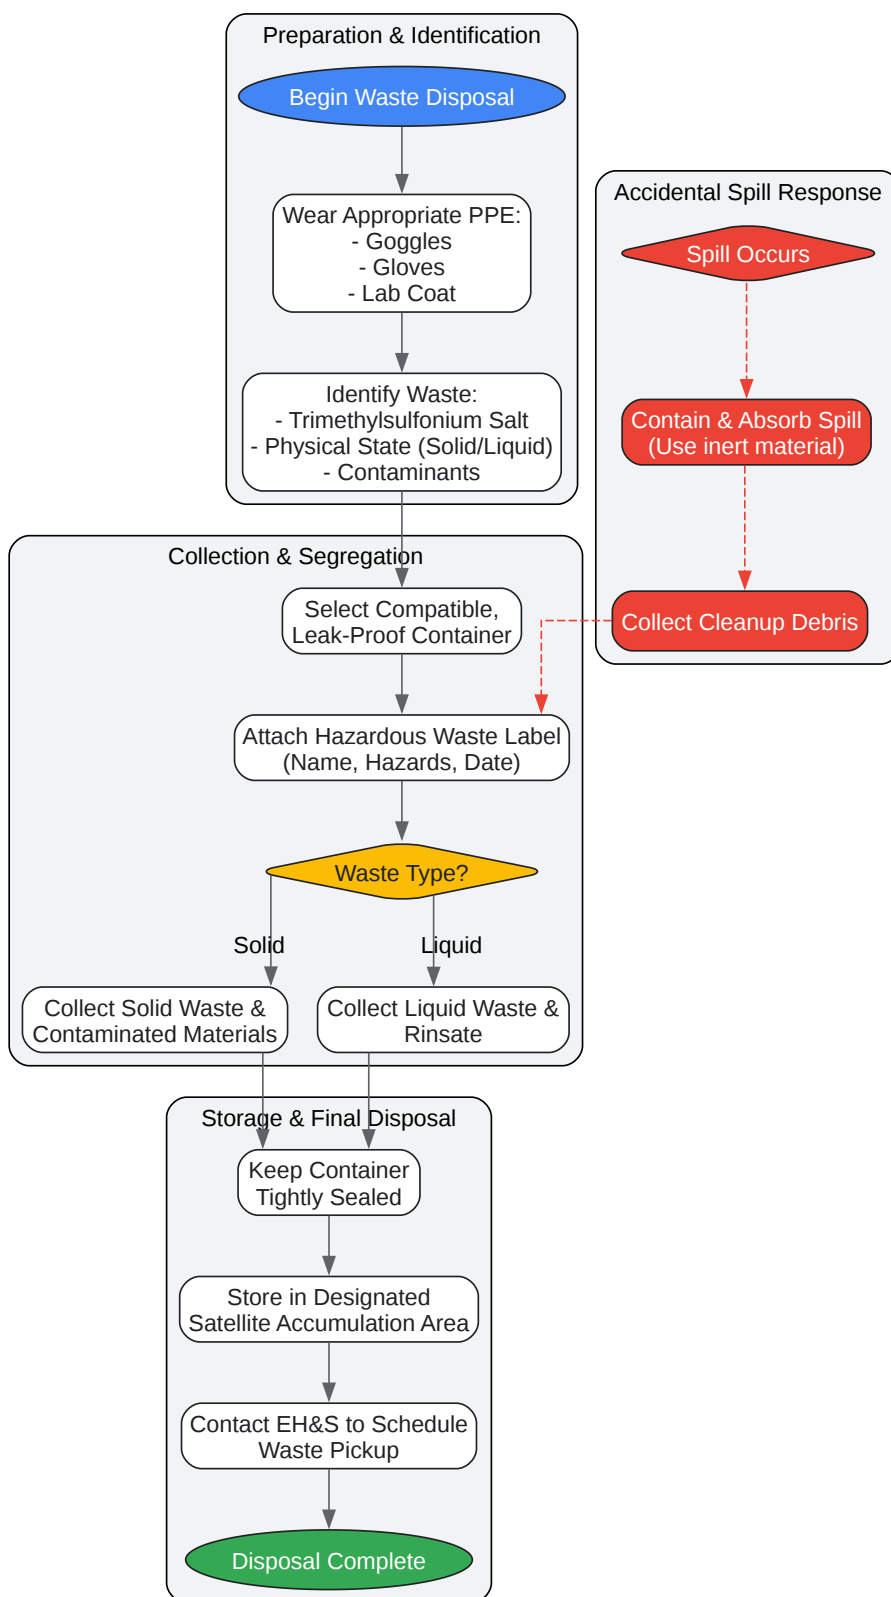 Preparation & Identification
Begin Waste Disposal
Wear Appropriate PPE:
- Goggles
- Gloves
- Lab Coat
Identify Waste:
- Trimethylsulfonium Salt
- Physical State (Solid/Liquid)
- Contaminants
Accidental Spill Response
Spill Occurs
Contain & Absorb Spill
(Use inert material)
Collect Cleanup Debris
Collection & Segregation
Select Compatible,
Leak-Proof Container
Attach Hazardous Waste Label
(Name, Hazards, Date)
Waste Type?
Solid
Liquid
Collect Solid Waste &
Contaminated Materials
Collect Liquid Waste &
Rinsate
Storage & Final Disposal
Keep Container
Tightly Sealed
Store in Designated
Satellite Accumulation Area
Contact EH&S to Schedule
Waste Pickup
Disposal Complete